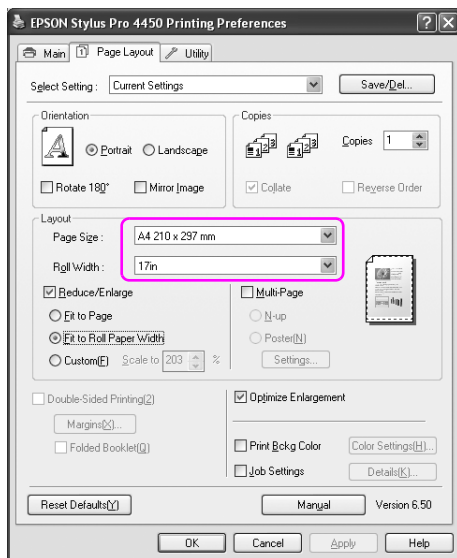 EPSON Stylus Pro 4450 Printing Preferences
Main Page Layout Utility
Select Setting : Current Settings Save/Del...
Orientation
Portrait Landscape
Rotate 180° Mirror Image
Copies
Copies 1
Collate Reverse Order
Layout
Page Size : A4 210 x 297 mm
Roll Width : 17in
Reduce/Enlarge
Fit to Page
Fit to Roll Paper Width
Custom(F) Scale to 203 %
Multi-Page
N-up
Poster(N)
Settings...
Double-Sided Printing(2)
Margins(X)...
Folded Booklet(Q)
Optimize Enlargement
Print Bckg Color Color Settings(H)...
Job Settings Details(K)...
Reset Defaults(Y) Manual Version 6.50
OK Cancel Apply Help